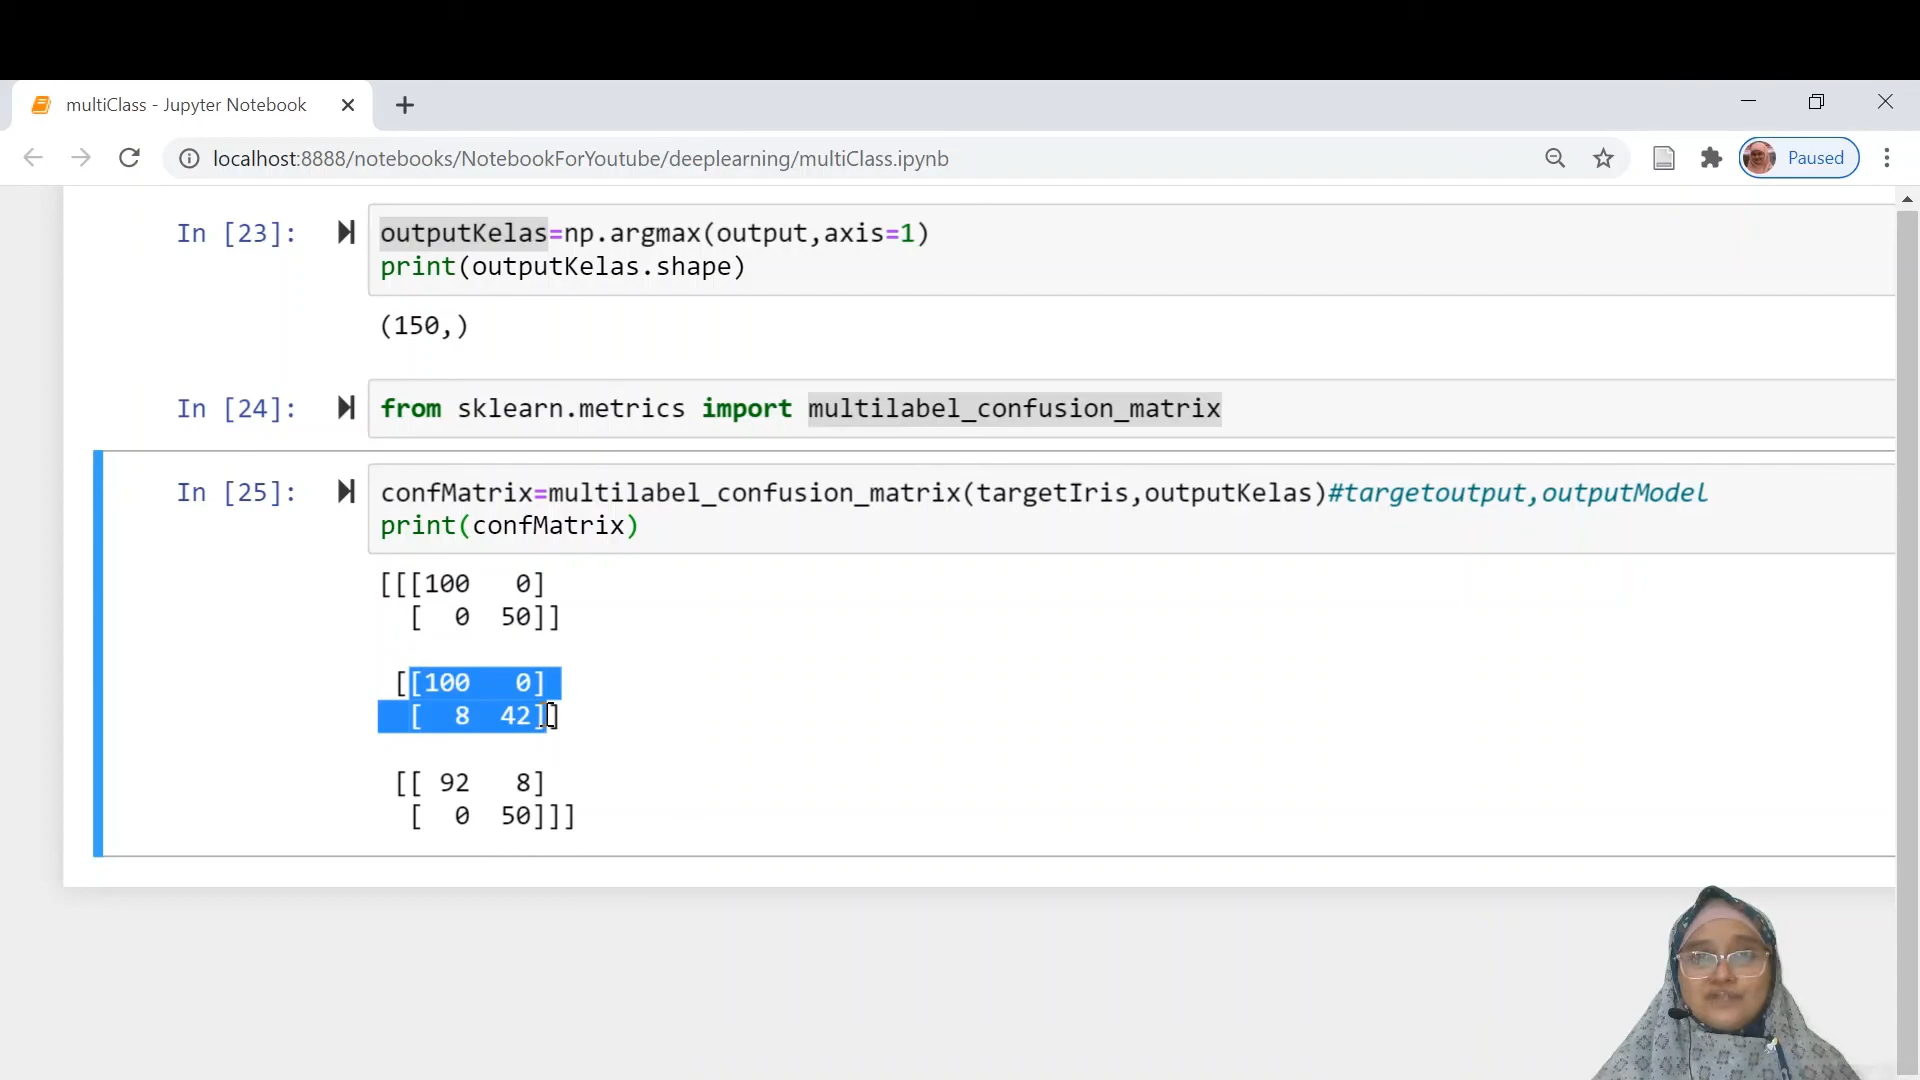 multiClass - Jupyter Notebook
localhost:8888/notebooks/NotebookForYoutube/deeplearning/multiClass.ipynb
Paused
In [23]:
outputKelas=np.argmax(output,axis=1)
print(outputKelas.shape)
(150,)
In [24]:
from sklearn.metrics import multilabel_confusion_matrix
In [25]:
confMatrix=multilabel_confusion_matrix(targetIris,outputKelas)#targetoutput,outputModel
print(confMatrix)
[[[100 0]
[ 0 50]]
[[100 0]
[ 8 42]]
[[ 92 8]
[ 0 50]]]